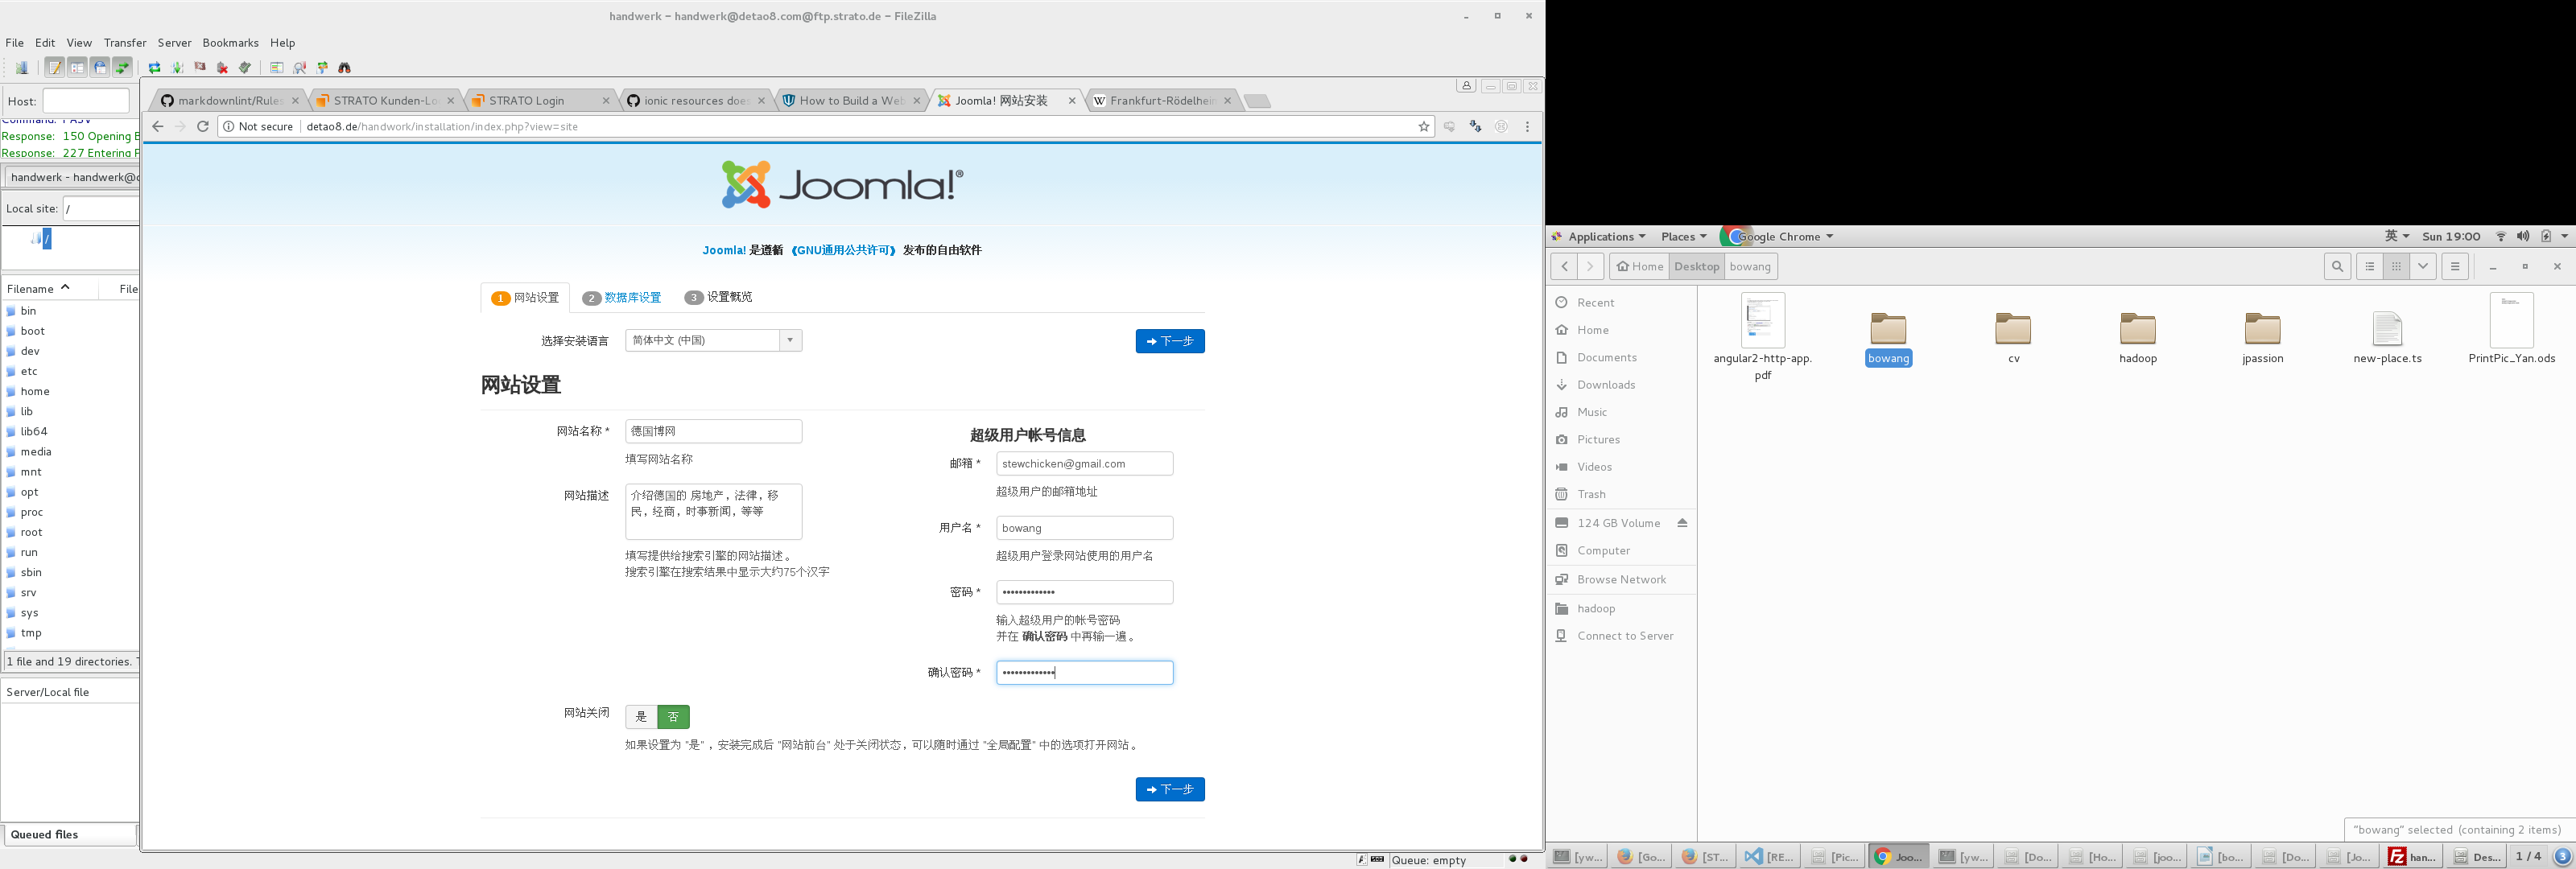 handwerk – handwerk@detao8.com@ftp.strato.de – FileZilla
File Edit View Transfer Server Bookmarks Help
Host:
Response: 150 Opening B
Response: 227 Entering P
handwerk - handwerk@
Local site: /
/
Filename
File
bin
boot
dev
etc
home
lib
lib64
media
mnt
opt
proc
root
run
sbin
srv
sys
tmp
1 file and 19 directories.
Server/Local file
Queued files
Queue: empty
markdownlint/Rules
STRATO Kunden-Lo
STRATO Login
ionic resources does
How to Build a Web
Joomla! 网站安装
Frankfurt-Rödelhei
Not secure detao8.de/handwork/installation/index.php?view=site
Joomla!®
Joomla! 是遵循 《GNU通用公共许可》 发布的自由软件
1 网站设置 2 数据库设置 3 设置概览
选择安装语言 简体中文 (中国)
下一步
网站设置
网站名称 * 德国博网
填写网站名称
网站描述 介绍德国的 房地产，法律，移
民，经商，时事新闻，等等
填写提供给搜索引擎的网站描述。
搜索引擎在搜索结果中显示大约75个汉字
超级用户帐号信息
邮箱 * stewchicken@gmail.com
超级用户的邮箱地址
用户名 * bowang
超级用户登录网站使用的用户名
密码 * •••••••••••••
输入超级用户的帐号密码
并在 确认密码 中再输一遍。
确认密码 * •••••••••••••
网站关闭 是 否
如果设置为 "是"，安装完成后 "网站前台" 处于关闭状态，可以随时通过 "全局配置" 中的选项打开网站。
下一步
Applications Places Google Chrome
英 Sun 19:00
Home Desktop bowang
Recent
Home
Documents
Downloads
Music
Pictures
Videos
Trash
124 GB Volume
Computer
Browse Network
hadoop
Connect to Server
angular2-http-app.
pdf
bowang
cv
hadoop
jpassion
new-place.ts
PrintPic_Yan.ods
"bowang" selected (containing 2 items)
[yw... [Go... [ST... [RE... [Pic... Joo... [yw... [Do... [Ho... [joo... [bo... [Do... [Jo... han... Des... 1 / 4 3